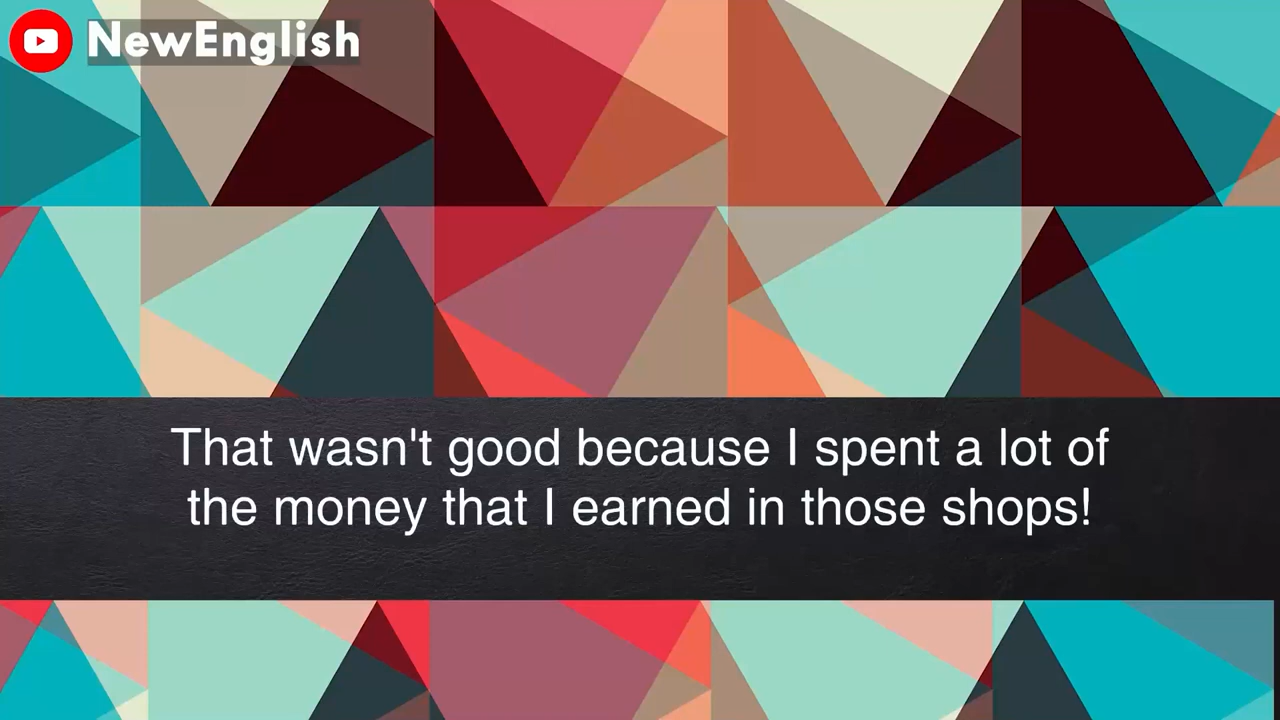 NewEnglish
That wasn't good because I spent a lot of
the money that I earned in those shops!